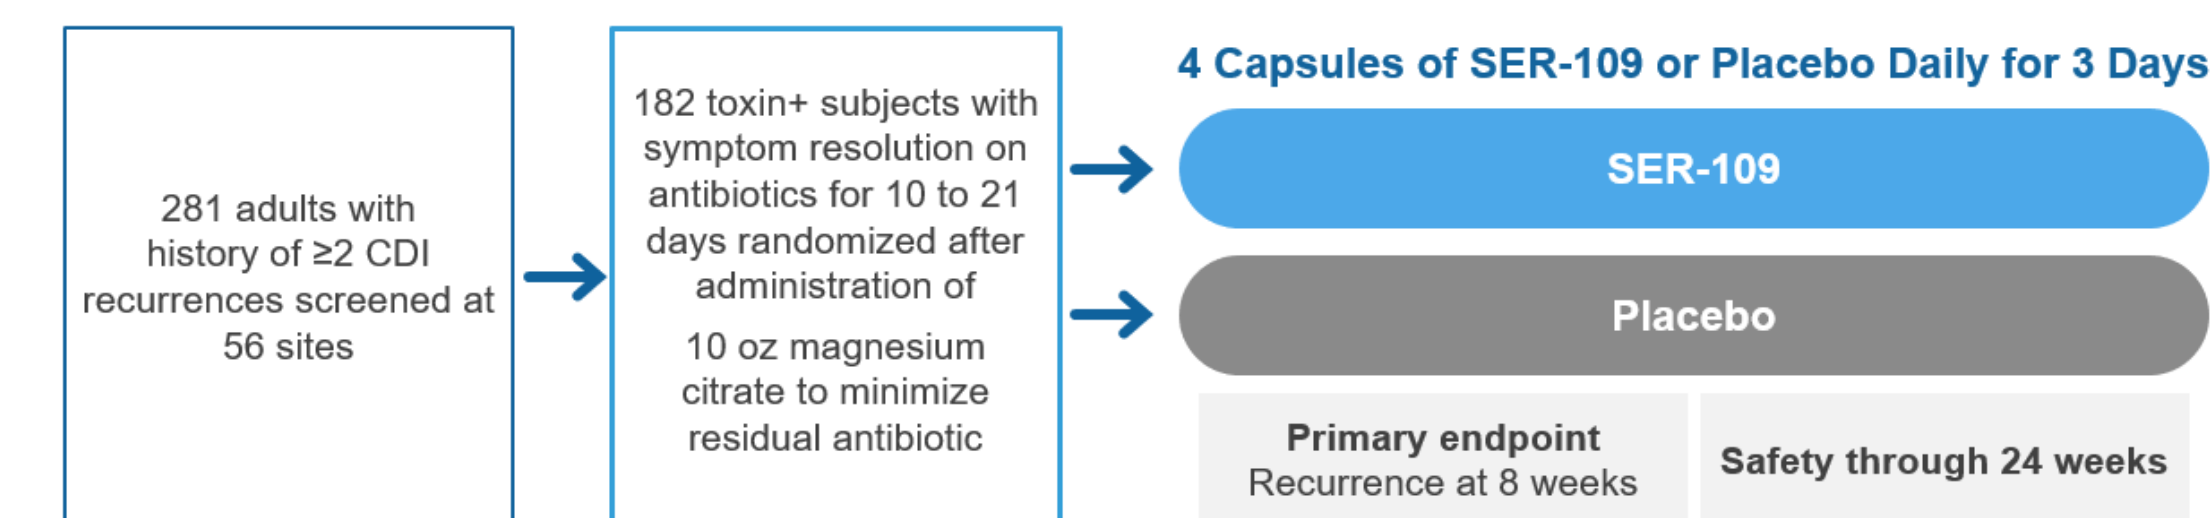 281 adults with
history of ≥2 CDI
recurrences screened at
56 sites
182 toxin+ subjects with
symptom resolution on
antibiotics for 10 to 21
days randomized after
administration of
10 oz magnesium
citrate to minimize
residual antibiotic
4 Capsules of SER-109 or Placebo Daily for 3 Days
SER-109
Placebo
Primary endpoint
Recurrence at 8 weeks
Safety through 24 weeks